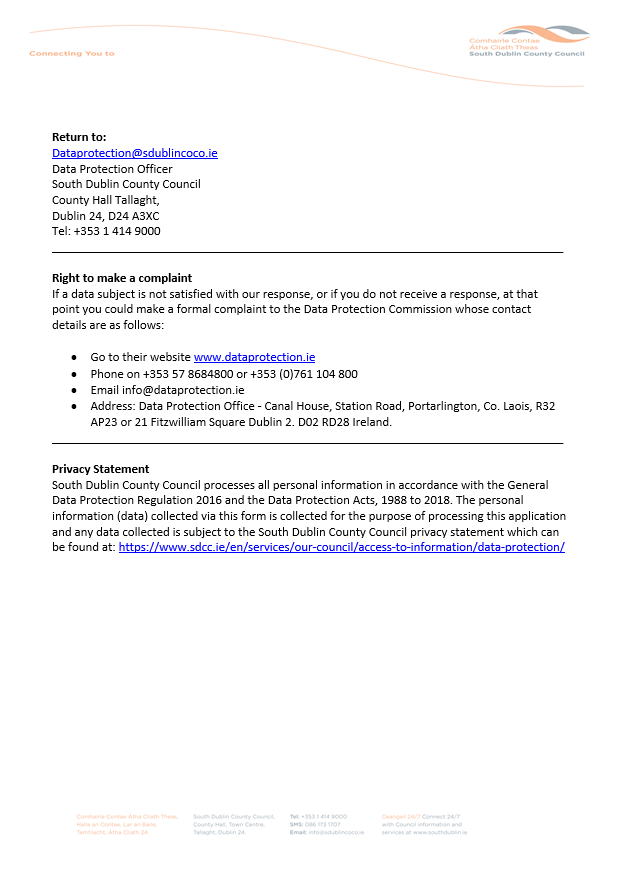 Connecting You to
Comhairle Contae
Átha Cliath Theas
South Dublin County Council
Return to:
Dataprotection@sdublincoco.ie
Data Protection Officer
South Dublin County Council
County Hall Tallaght,
Dublin 24, D24 A3XC
Tel: +353 1 414 9000
Right to make a complaint
If a data subject is not satisfied with our response, or if you do not receive a response, at that
point you could make a formal complaint to the Data Protection Commission whose contact
details are as follows:
• Go to their website www.dataprotection.ie
• Phone on +353 57 8684800 or +353 (0)761 104 800
• Email info@dataprotection.ie
• Address: Data Protection Office - Canal House, Station Road, Portarlington, Co. Laois, R32
AP23 or 21 Fitzwilliam Square Dublin 2. D02 RD28 Ireland.
Privacy Statement
South Dublin County Council processes all personal information in accordance with the General
Data Protection Regulation 2016 and the Data Protection Acts, 1988 to 2018. The personal
information (data) collected via this form is collected for the purpose of processing this application
and any data collected is subject to the South Dublin County Council privacy statement which can
be found at: https://www.sdcc.ie/en/services/our-council/access-to-information/data-protection/
Comhairle Contae Átha Cliath Theas,
Halla an Contae, Lár an Baile,
Tamhlacht, Átha Cliath 24.
South Dublin County Council,
County Hall, Town Centre,
Tallaght, Dublin 24.
Tel: +353 1 414 9000
SMS: 086 173 1707
Email: info@sdublincoco.ie
Ceangail 24/7 Connect 24/7
with Council information and
services at www.southdublin.ie